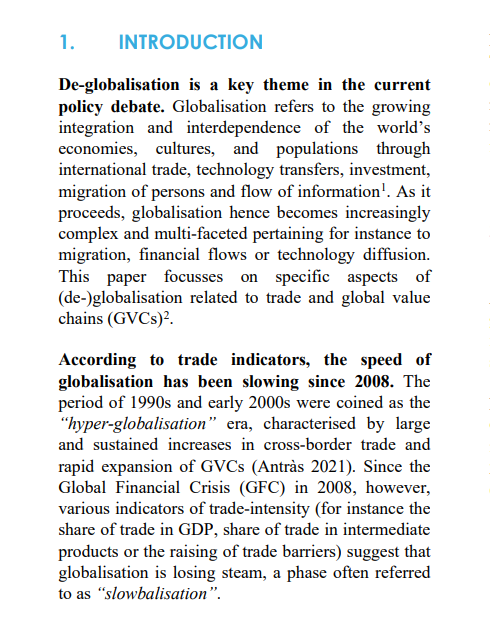 1. INTRODUCTION
De-globalisation is a key theme in the current
policy debate. Globalisation refers to the growing
integration and interdependence of the world's
economies, cultures, and populations through
international trade, technology transfers, investment,
migration of persons and flow of information¹. As it
proceeds, globalisation hence becomes increasingly
complex and multi-faceted pertaining for instance to
migration, financial flows or technology diffusion.
This paper focusses on specific aspects of
(de-)globalisation related to trade and global value
chains (GVCs)².
According to trade indicators, the speed of
globalisation has been slowing since 2008. The
period of 1990s and early 2000s were coined as the
“hyper-globalisation” era, characterised by large
and sustained increases in cross-border trade and
rapid expansion of GVCs (Antràs 2021). Since the
Global Financial Crisis (GFC) in 2008, however,
various indicators of trade-intensity (for instance the
share of trade in GDP, share of trade in intermediate
products or the raising of trade barriers) suggest that
globalisation is losing steam, a phase often referred
to as “slowbalisation”.